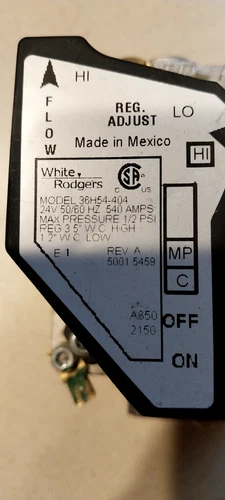 HI
FLOW
REG.
ADJUST
LO
Made in Mexico
HI
White
Rodgers
CSA
C US
MODEL 36H54-404
24V 50/60 HZ .540 AMPS
MAX PRESSURE 1/2 PSI
REG 3.5" W.C. HIGH
1.2" W.C. LOW
E 1 REV A
5001 5459
MP
C
A850
2150
OFF
ON